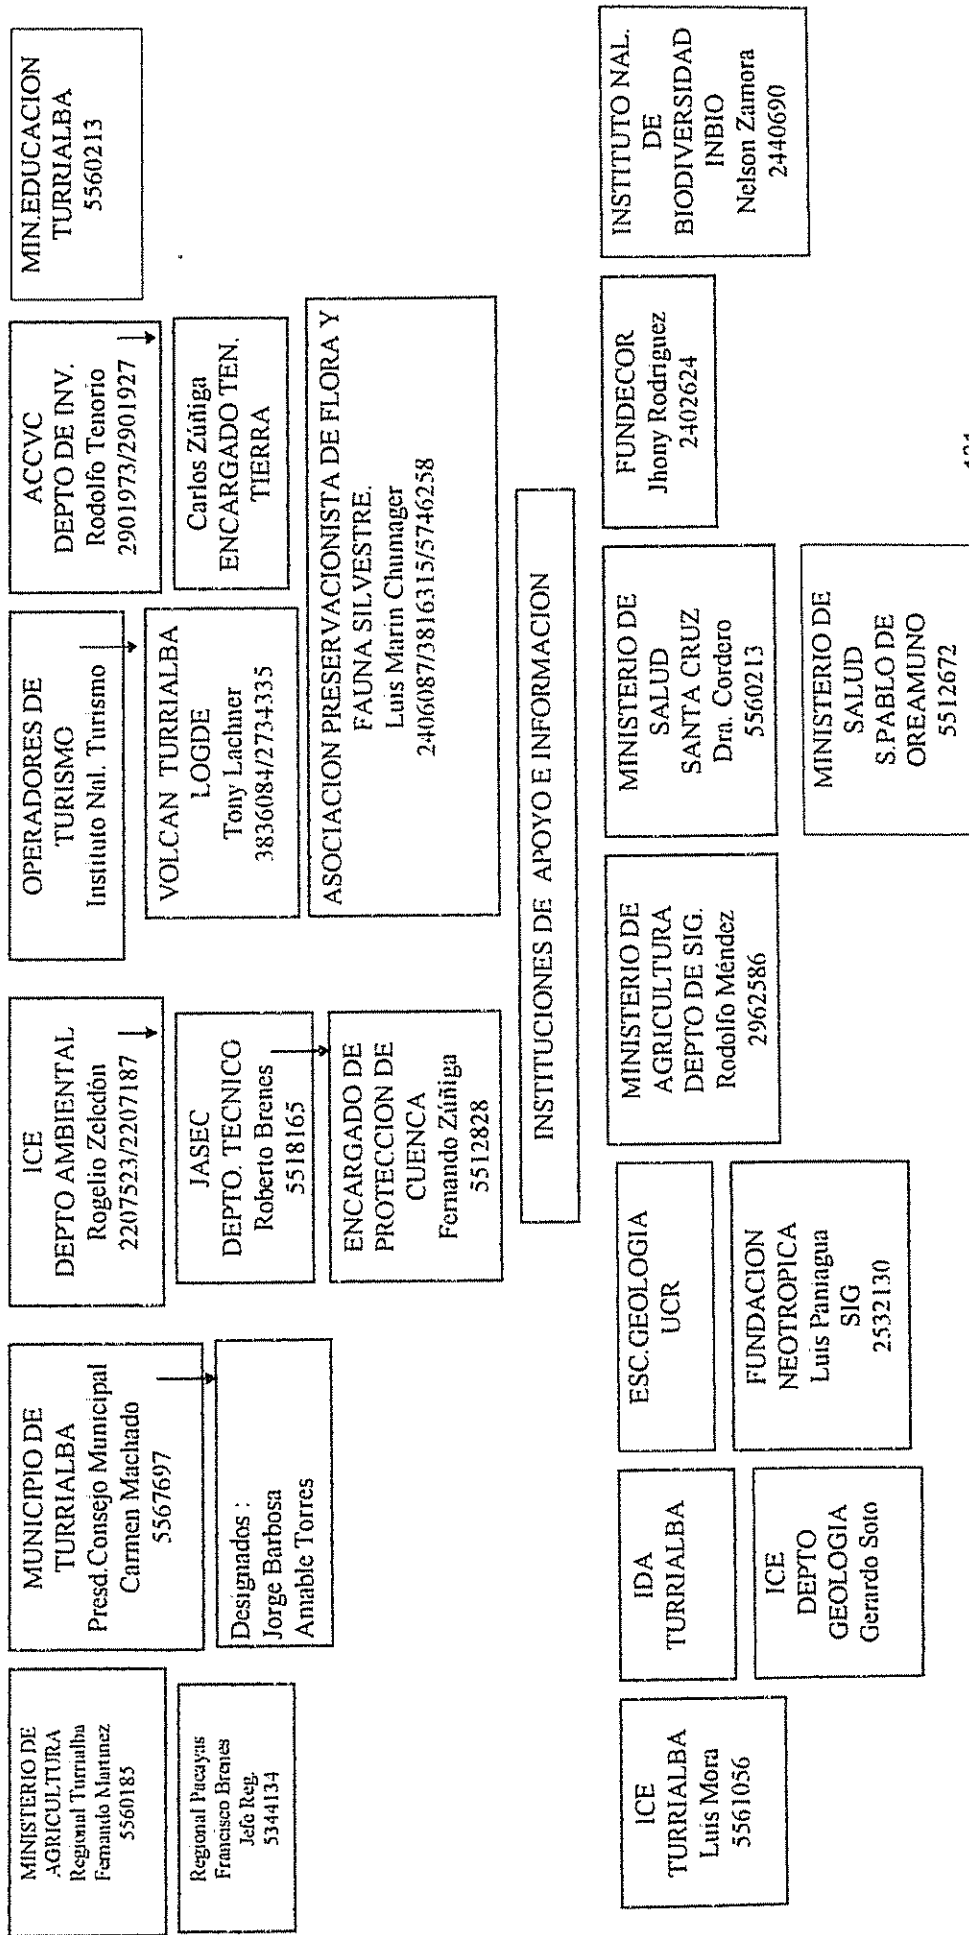 MINISTERIO DE
AGRICULTURA
Regional Turrialba
Fernando Martinez
5560185
Regional Pacayas
Francisco Brenes
Jefe Reg.
5344134
MUNICIPIO DE
TURRIALBA
Presd.Consejo Municipal
Carmen Machado
5567697
Designados :
Jorge Barbosa
Amable Torres
ICE
DEPTO AMBIENTAL
Rogelio Zeledón
2207523/2207187
JASEC
DEPTO. TECNICO
Roberto Brenes
5518165
ENCARGADO DE
PROTECCION DE
CUENCA
Fernando Zúñiga
5512828
OPERADORES DE
TURISMO
Instituto Nal. Turismo
VOLCAN TURRIALBA
LOGDE
Tony Lachner
3836084/2734335
ACCVC
DEPTO DE INV.
Rodolfo Tenorio
2901973/2901927
Carlos Zúñiga
ENCARGADO TEN.
TIERRA
MIN.EDUCACION
TURRIALBA
5560213
ASOCIACION PRESERVACIONISTA DE FLORA Y
FAUNA SILVESTRE.
Luis Marin Chumager
2406087/3816315/5746258
INSTITUCIONES DE APOYO E INFORMACION
ICE
TURRIALBA
Luis Mora
5561056
IDA
TURRIALBA
ICE
DEPTO
GEOLOGIA
Gerardo Soto
ESC.GEOLOGIA
UCR
FUNDACION
NEOTROPICA
Luis Paniagua
SIG
2532130
MINISTERIO DE
AGRICULTURA
DEPTO DE SIG.
Rodolfo Méndez
2962586
MINISTERIO DE
SALUD
SANTA CRUZ
Dra. Cordero
5560213
MINISTERIO DE
SALUD
S.PABLO DE
OREAMUNO
5512672
FUNDECOR
Jhony Rodriguez
2402624
INSTITUTO NAL.
DE
BIODIVERSIDAD
INBIO
Nelson Zamora
2440690